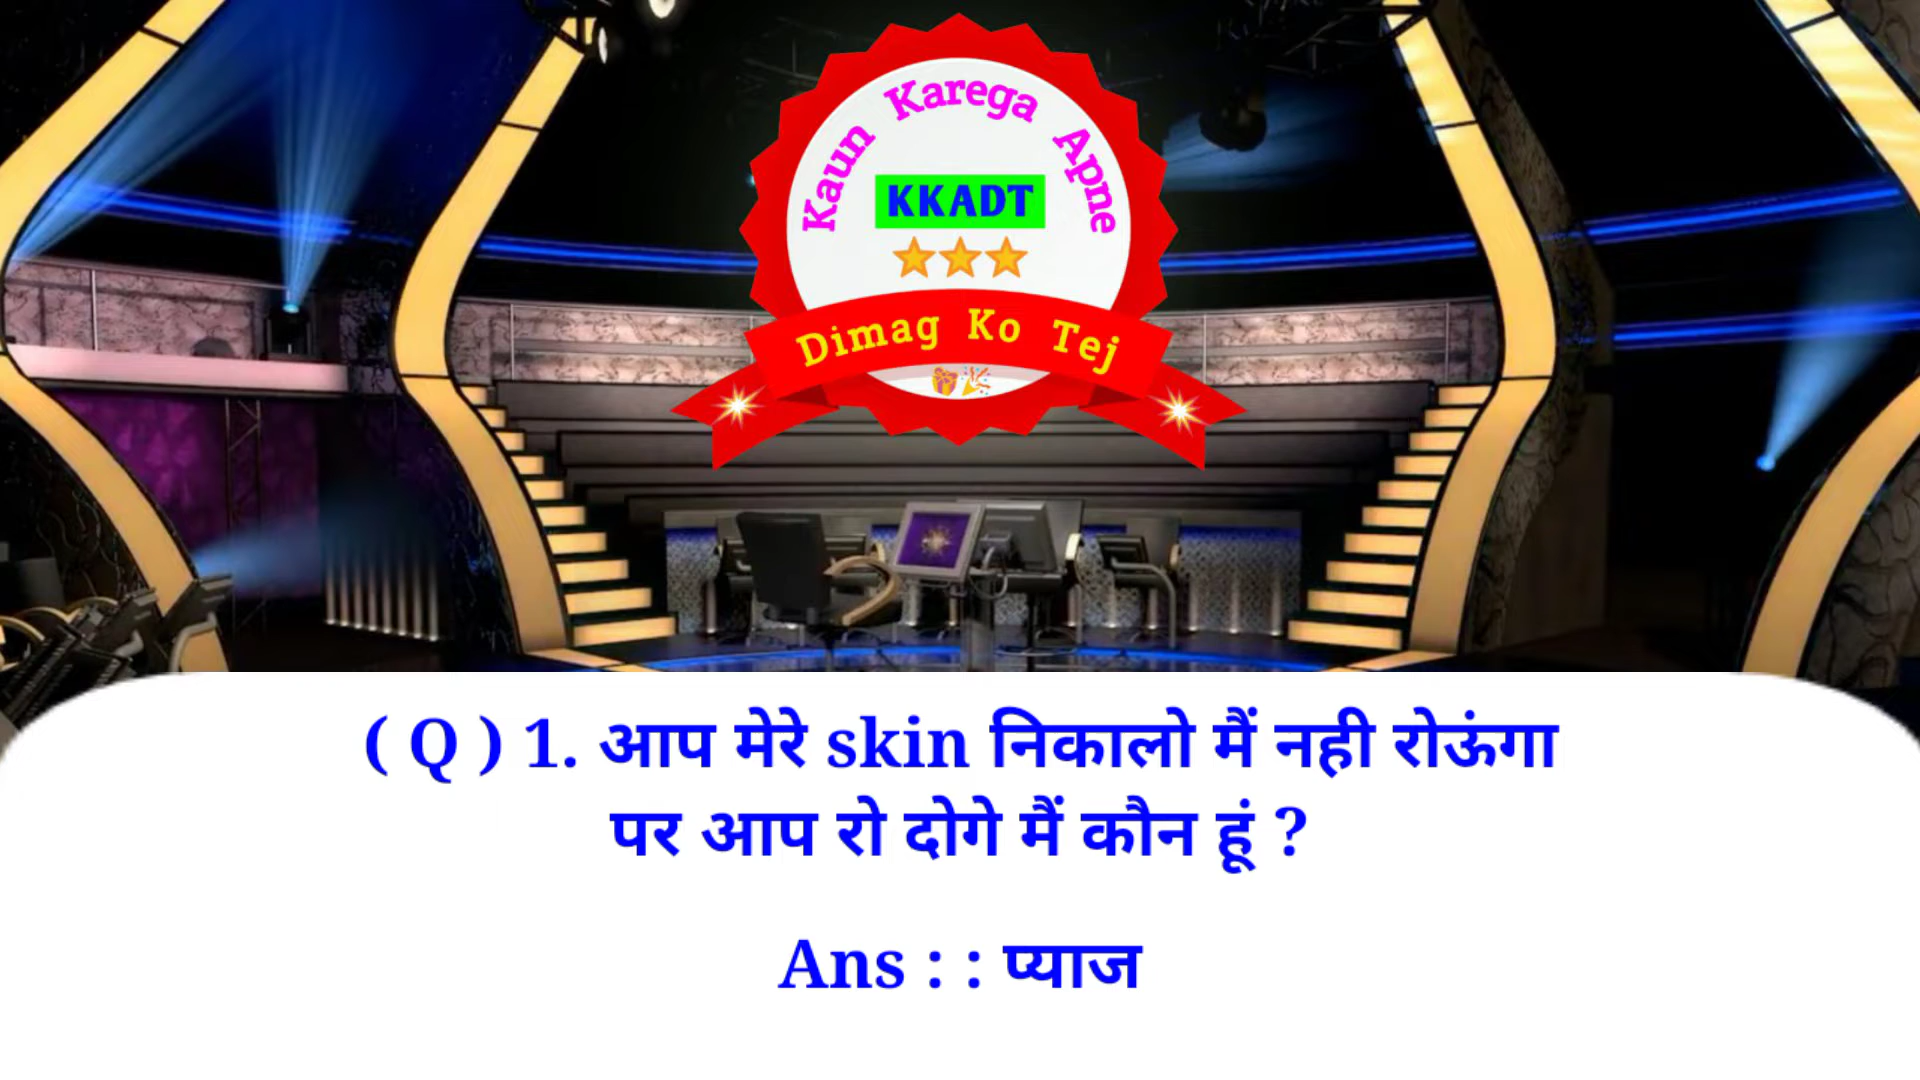 Kaun Karega Apne
KKADT
Dimag Ko Tej
( Q ) 1. आप मेरे skin निकालो मैं नही रोऊंगा
पर आप रो दोगे मैं कौन हूं ?
Ans : : प्याज